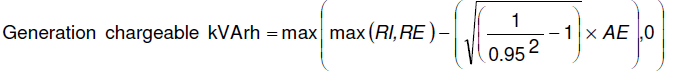 Generation chargeable kVArh = max( max(RI,RE) − ( √( 1 / 0.95² − 1 ) × AE ) ,0 )